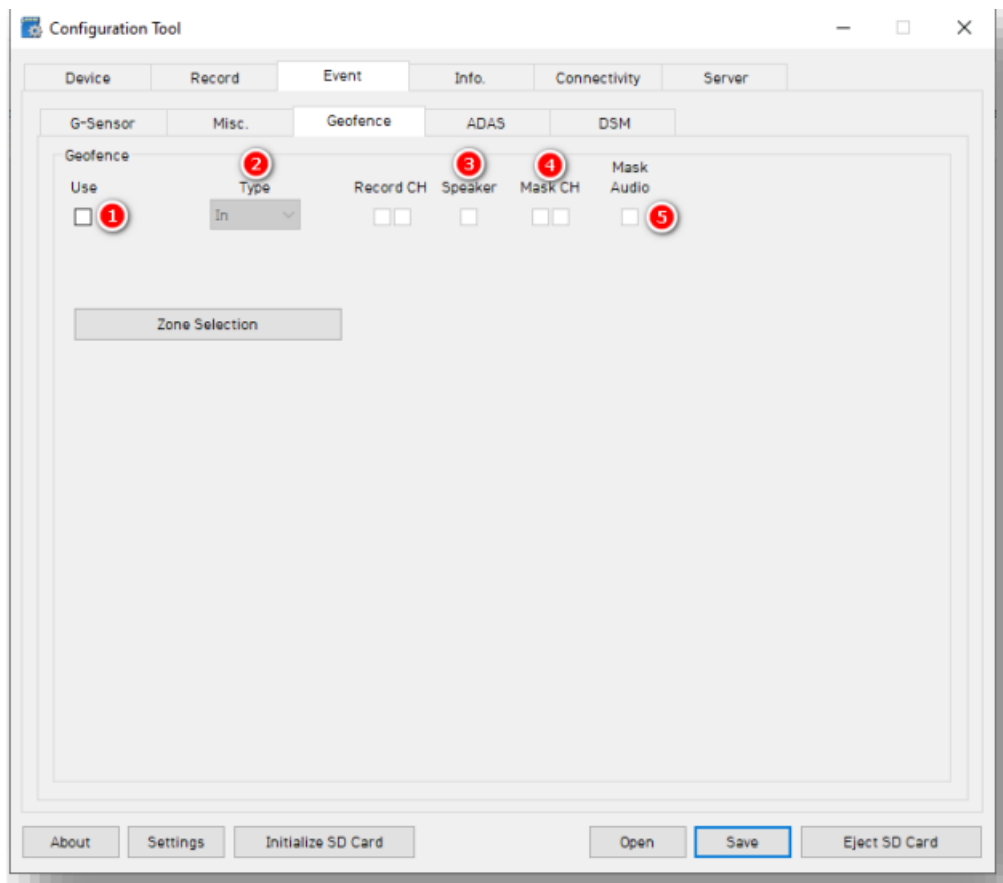 Configuration Tool
Device Record Event Info. Connectivity Server
G-Sensor Misc. Geofence ADAS DSM
Geofence
2 3 4 Mask
Use Type Record CH Speaker Mask CH Audio
1 In 5
Zone Selection
About Settings Initialize SD Card Open Save Eject SD Card